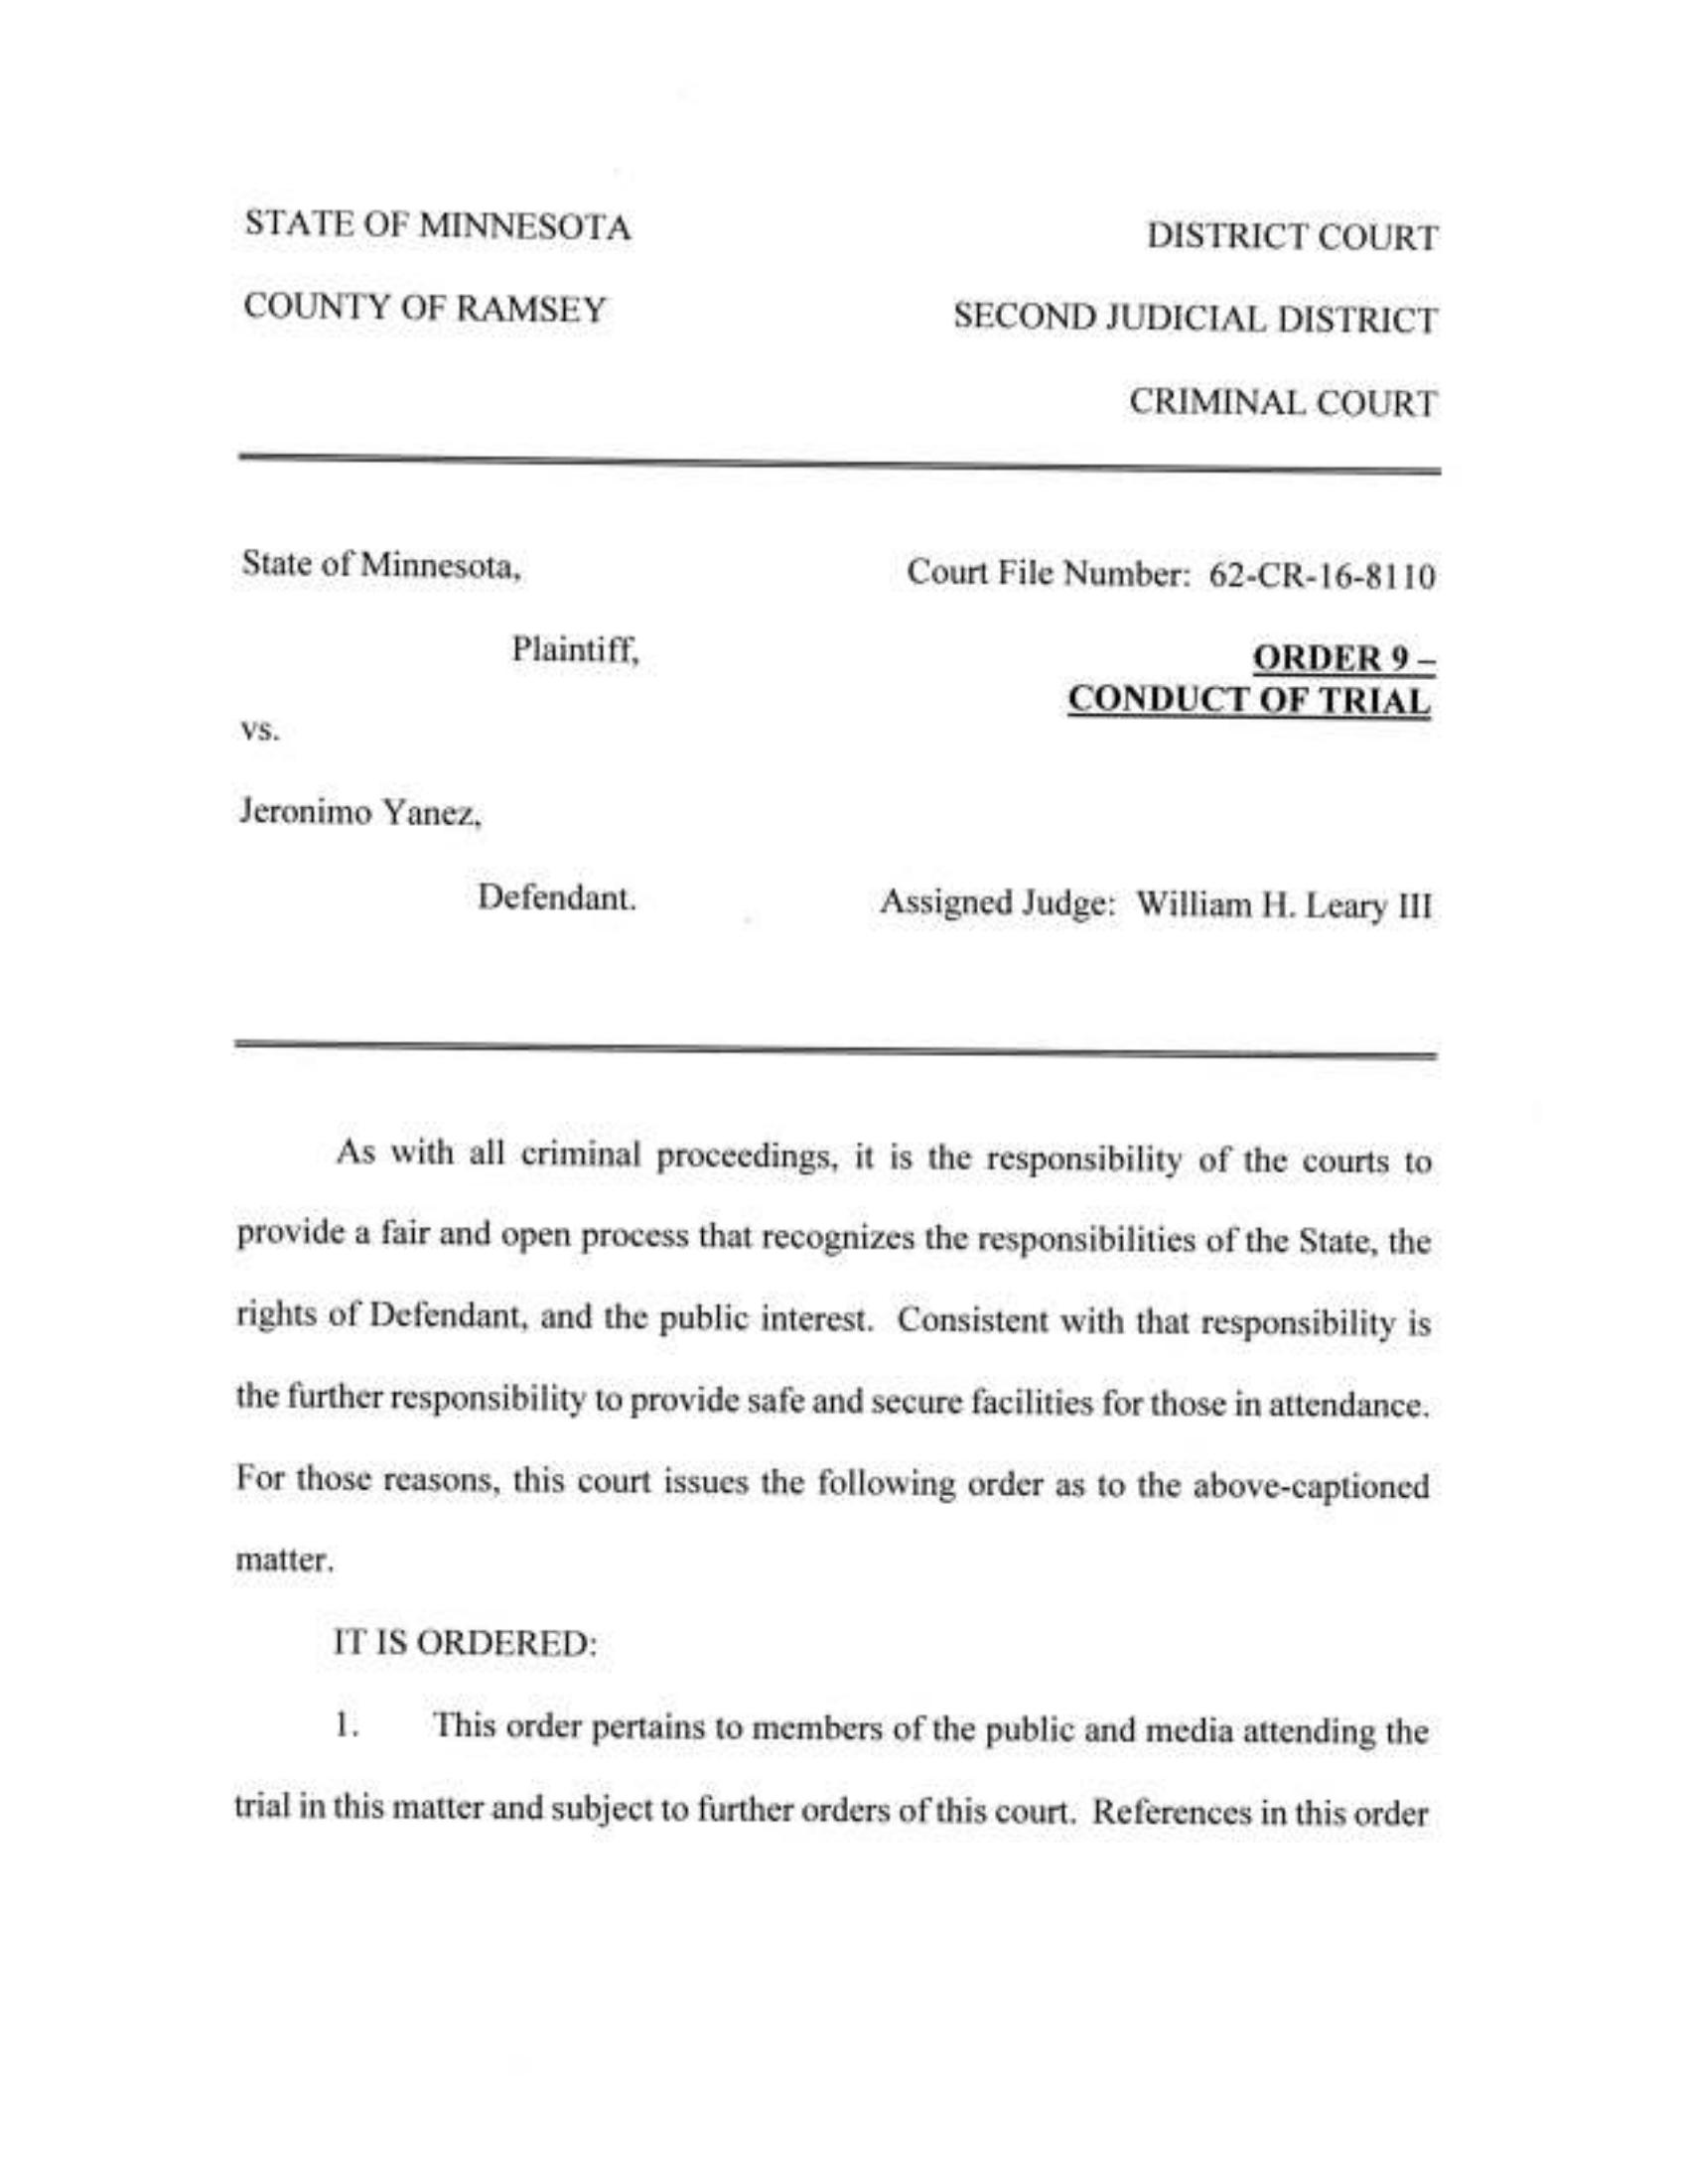 STATE OF MINNESOTA
DISTRICT COURT
COUNTY OF RAMSEY
SECOND JUDICIAL DISTRICT
CRIMINAL COURT
State of Minnesota,
Court File Number: 62-CR-16-8110
Plaintiff,
ORDER 9 –
CONDUCT OF TRIAL
vs.
Jeronimo Yanez,
Defendant.
Assigned Judge: William H. Leary III
As with all criminal proceedings, it is the responsibility of the courts to
provide a fair and open process that recognizes the responsibilities of the State, the
rights of Defendant, and the public interest. Consistent with that responsibility is
the further responsibility to provide safe and secure facilities for those in attendance.
For those reasons, this court issues the following order as to the above-captioned
matter.
IT IS ORDERED:
1. This order pertains to members of the public and media attending the
trial in this matter and subject to further orders of this court. References in this order